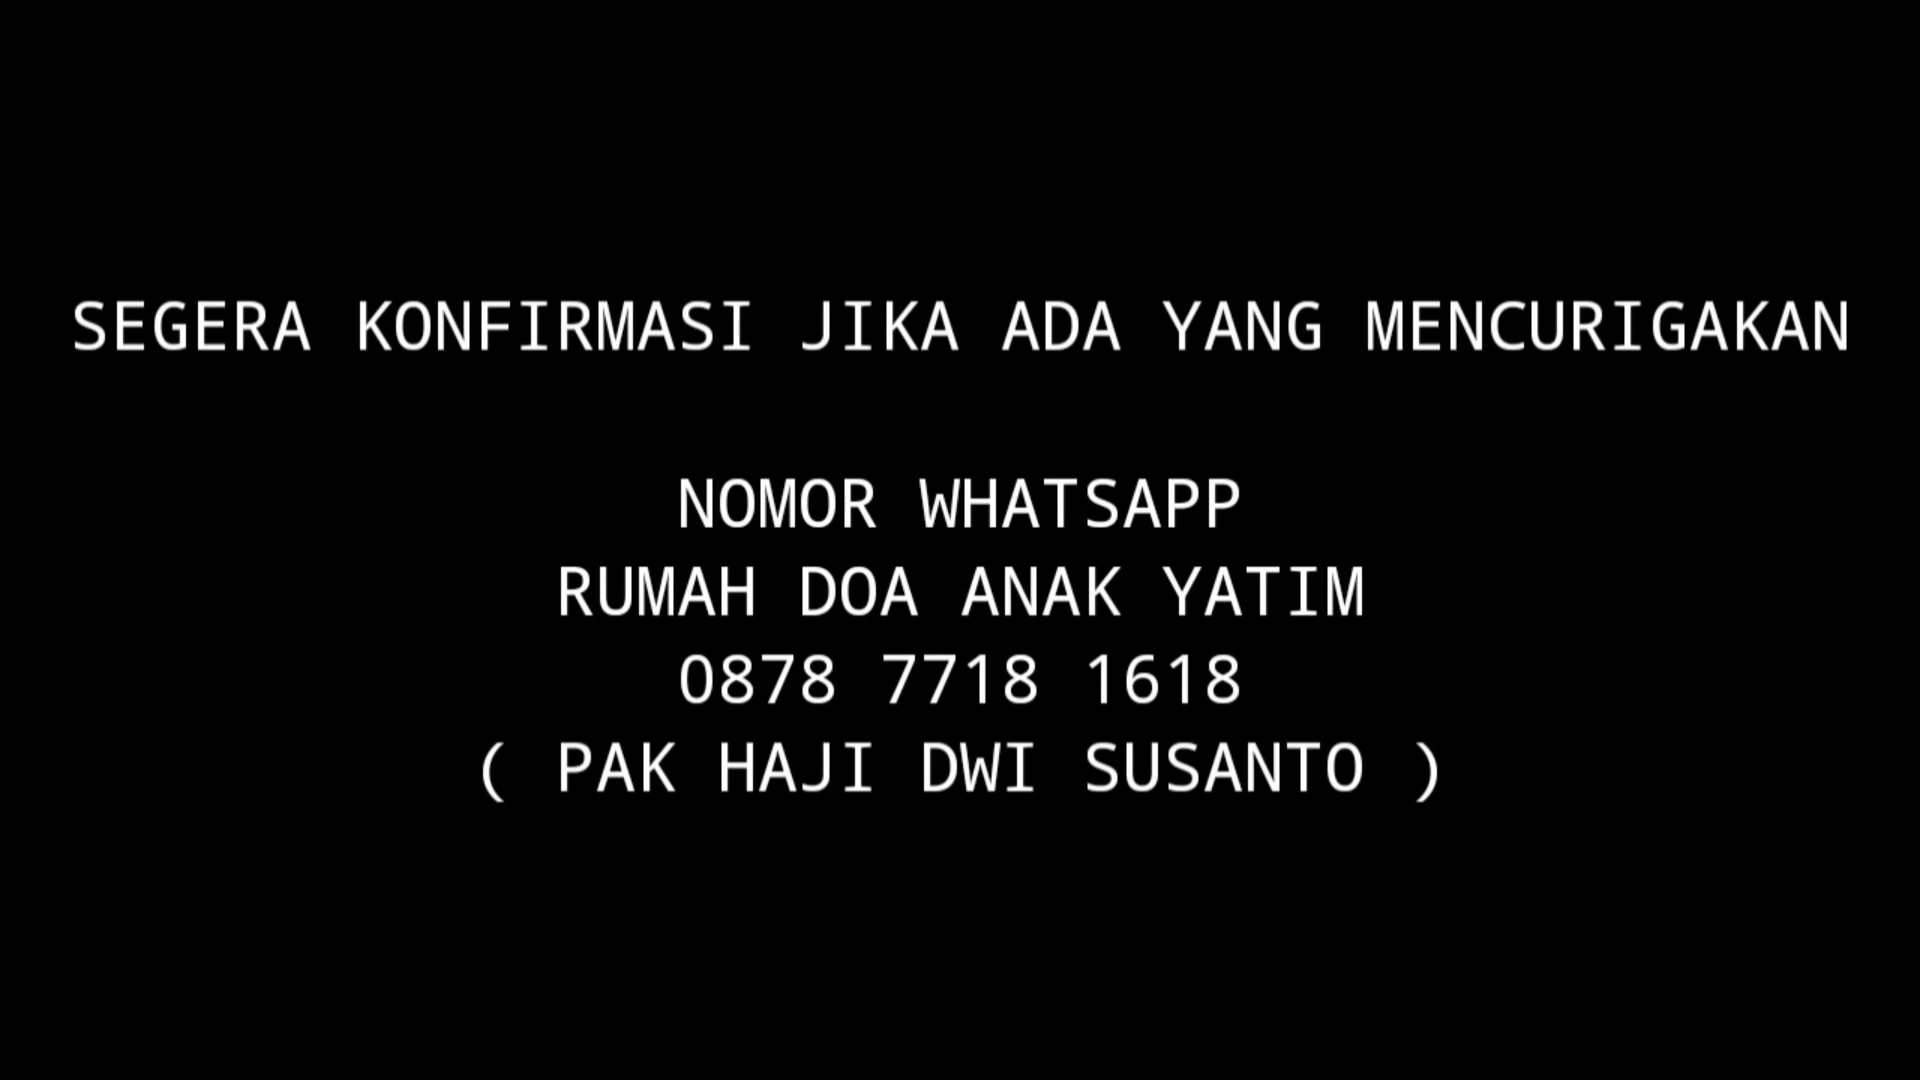 SEGERA KONFIRMASI JIKA ADA YANG MENCURIGAKAN
NOMOR WHATSAPP
RUMAH DOA ANAK YATIM
0878 7718 1618
( PAK HAJI DWI SUSANTO )